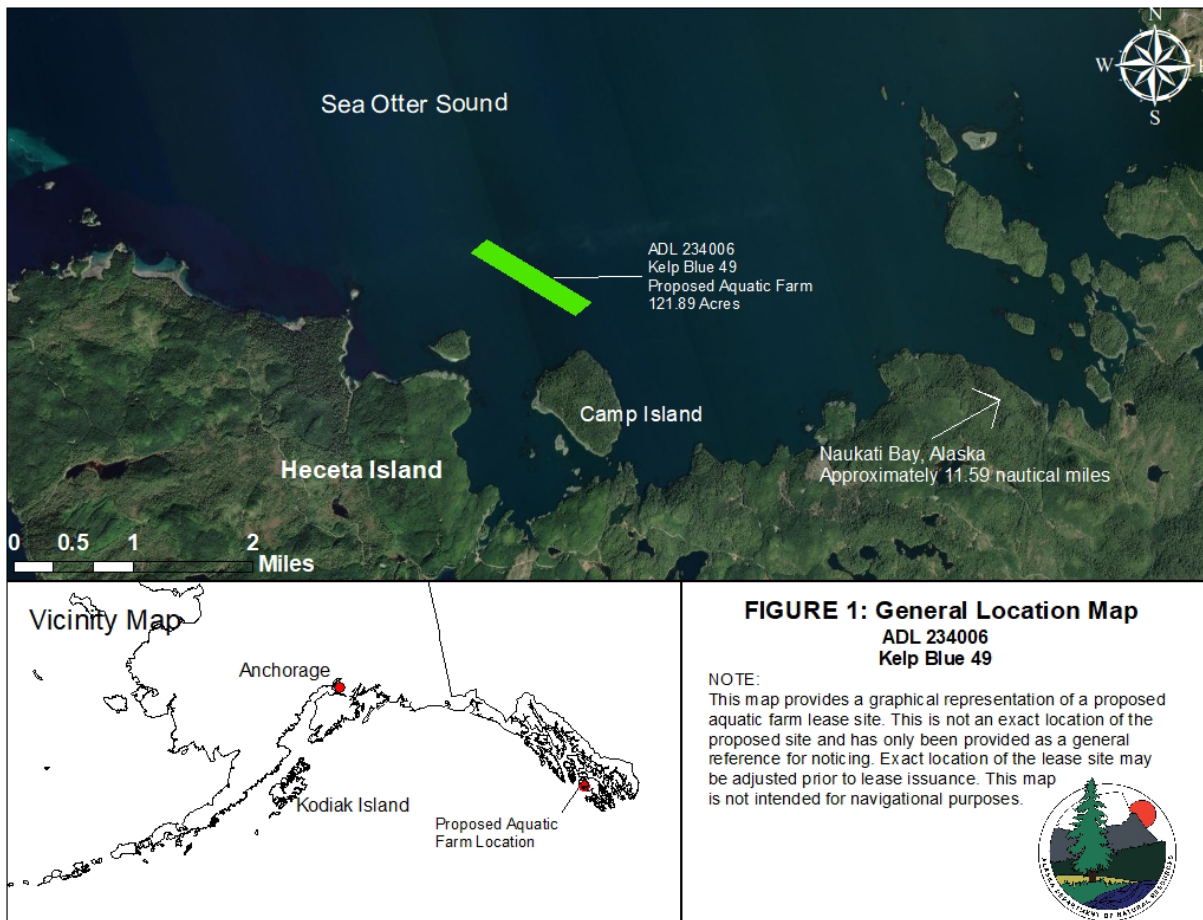 N
W
E
S
Sea Otter Sound
ADL 234006
Kelp Blue 49
Proposed Aquatic Farm
121.89 Acres
Camp Island
Heceta Island
Naukati Bay, Alaska
Approximately 11.59 nautical miles
0 0.5 1 2
Miles
Vicinity Map
Anchorage
Kodiak Island
Proposed Aquatic
Farm Location
FIGURE 1: General Location Map
ADL 234006
Kelp Blue 49
NOTE:
This map provides a graphical representation of a proposed
aquatic farm lease site. This is not an exact location of the
proposed site and has only been provided as a general
reference for noticing. Exact location of the lease site may
be adjusted prior to lease issuance. This map
is not intended for navigational purposes.
ALASKA DEPARTMENT OF NATURAL RESOURCES